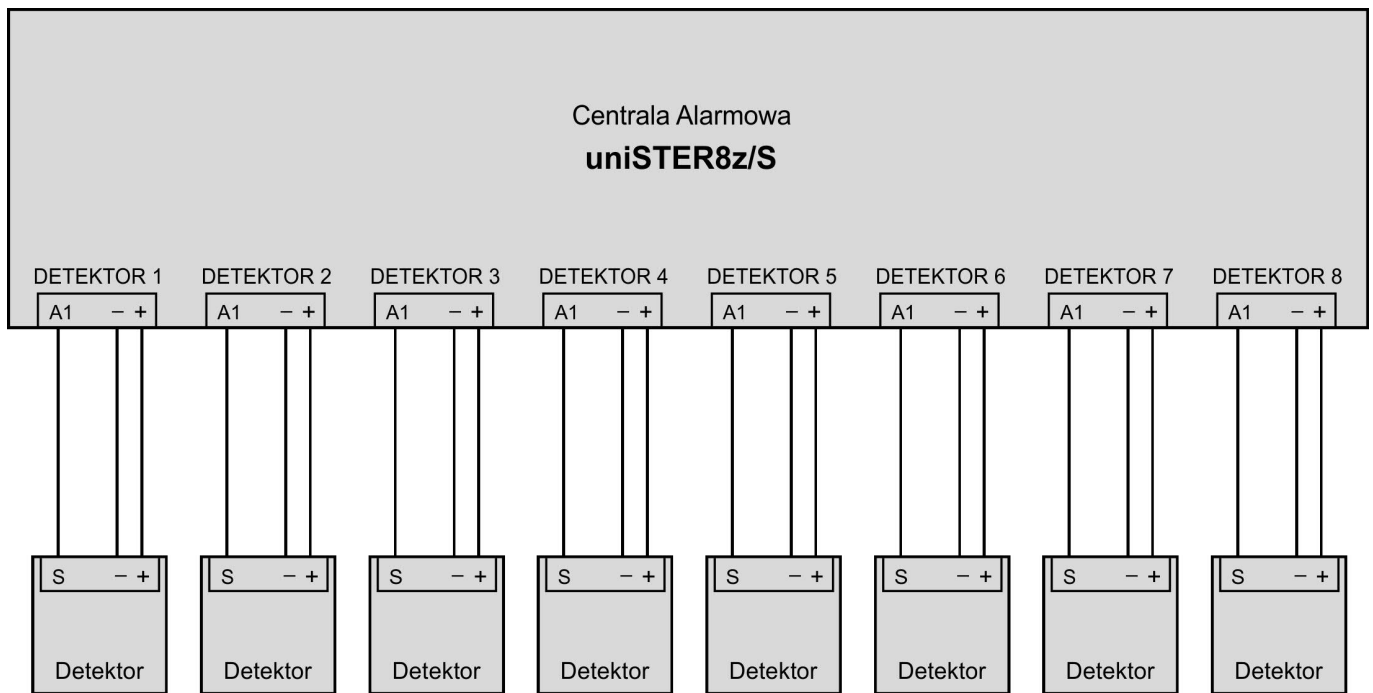 Centrala Alarmowa
uniSTER8z/S
DETEKTOR 1 DETEKTOR 2 DETEKTOR 3 DETEKTOR 4 DETEKTOR 5 DETEKTOR 6 DETEKTOR 7 DETEKTOR 8
A1 − + A1 − + A1 − + A1 − + A1 − + A1 − + A1 − + A1 − +
S − + S − + S − + S − + S − + S − + S − + S − +
Detektor Detektor Detektor Detektor Detektor Detektor Detektor Detektor